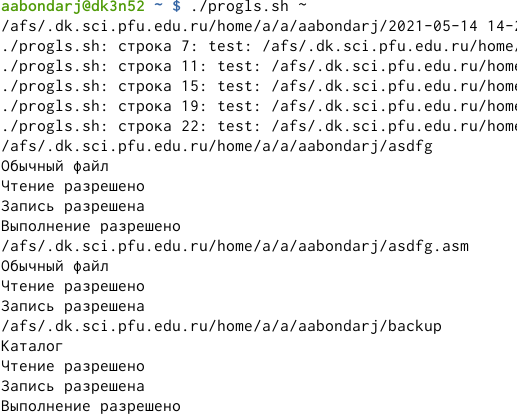 aabondarj@dk3n52 ~ $ ./progls.sh ~
/afs/.dk.sci.pfu.edu.ru/home/a/a/aabondarj/2021-05-14 14-
./progls.sh: строка 7: test: /afs/.dk.sci.pfu.edu.ru/home/
./progls.sh: строка 11: test: /afs/.dk.sci.pfu.edu.ru/home
./progls.sh: строка 15: test: /afs/.dk.sci.pfu.edu.ru/home
./progls.sh: строка 19: test: /afs/.dk.sci.pfu.edu.ru/home
./progls.sh: строка 22: test: /afs/.dk.sci.pfu.edu.ru/home
/afs/.dk.sci.pfu.edu.ru/home/a/a/aabondarj/asdfg
Обычный файл
Чтение разрешено
Запись разрешена
Выполнение разрешено
/afs/.dk.sci.pfu.edu.ru/home/a/a/aabondarj/asdfg.asm
Обычный файл
Чтение разрешено
Запись разрешена
/afs/.dk.sci.pfu.edu.ru/home/a/a/aabondarj/backup
Каталог
Чтение разрешено
Запись разрешена
Выполнение разрешено